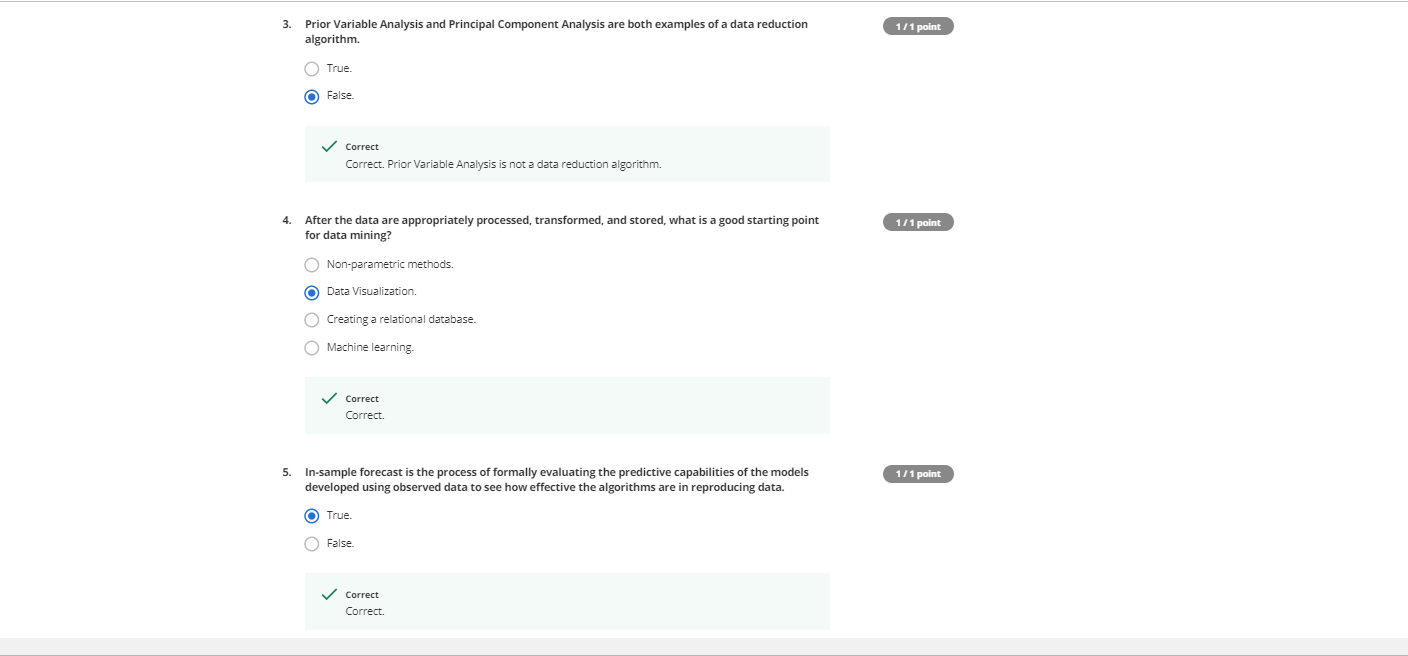 3. Prior Variable Analysis and Principal Component Analysis are both examples of a data reduction
algorithm.
1 / 1 point
True.
False.
Correct
Correct. Prior Variable Analysis is not a data reduction algorithm.
4. After the data are appropriately processed, transformed, and stored, what is a good starting point
for data mining?
1 / 1 point
Non-parametric methods.
Data Visualization.
Creating a relational database.
Machine learning.
Correct
Correct.
5. In-sample forecast is the process of formally evaluating the predictive capabilities of the models
developed using observed data to see how effective the algorithms are in reproducing data.
1 / 1 point
True.
False.
Correct
Correct.